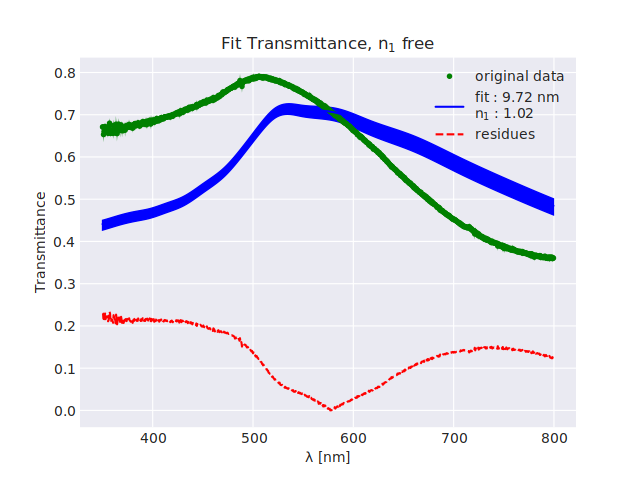 Fit Transmittance, n₁ free
original data
fit : 9.72 nm
n₁ : 1.02
residues
Transmittance
0.8
0.7
0.6
0.5
0.4
0.3
0.2
0.1
0.0
400
500
600
700
800
λ [nm]